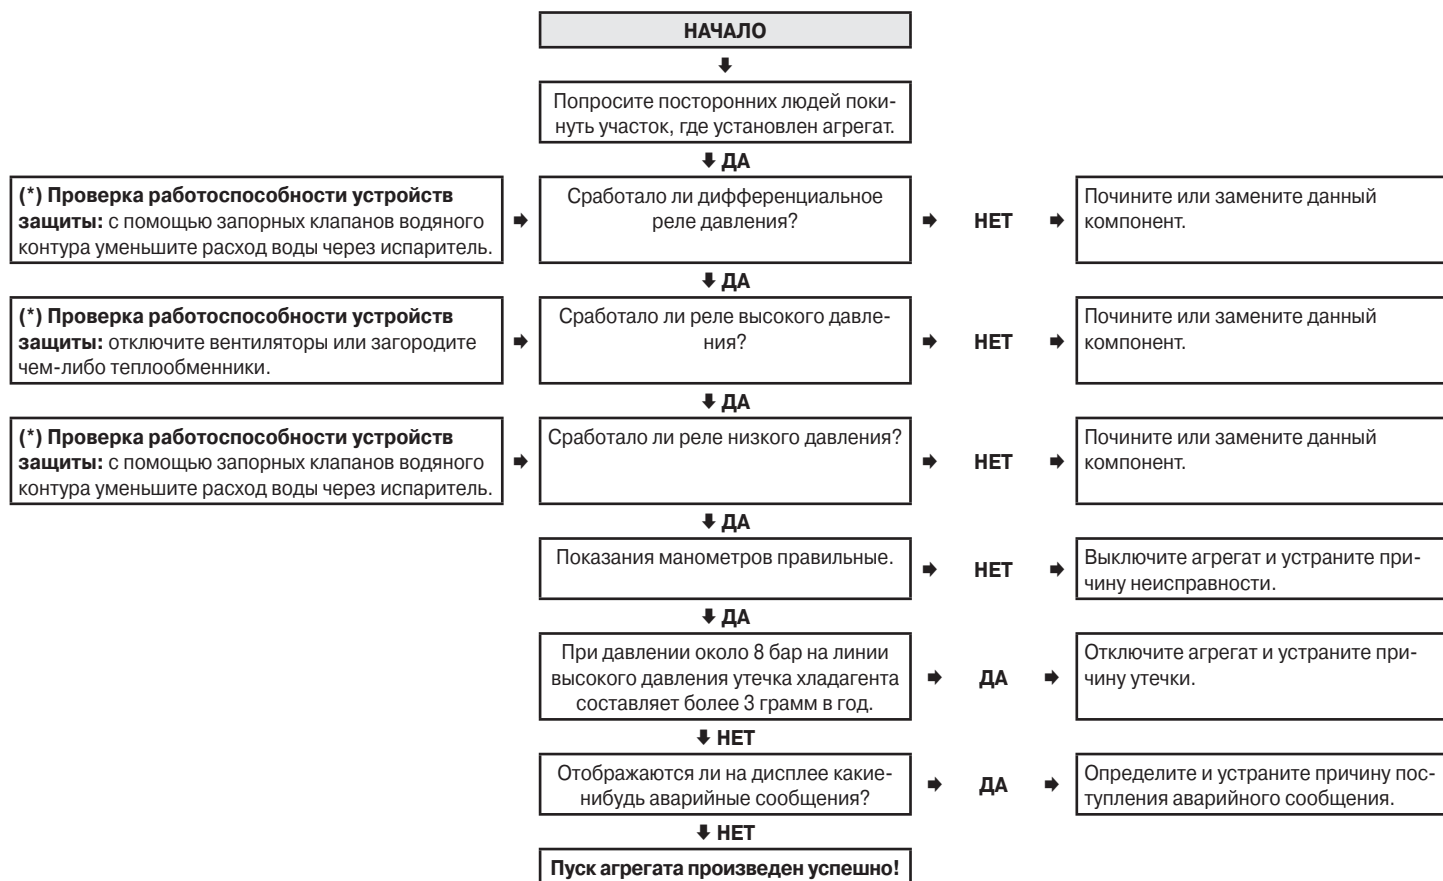 НАЧАЛО
Попросите посторонних людей поки-
нуть участок, где установлен агрегат.
ДА
(*) Проверка работоспособности устройств
защиты: с помощью запорных клапанов водяного
контура уменьшите расход воды через испаритель.
Сработало ли дифференциальное
реле давления?
НЕТ
Почините или замените данный
компонент.
ДА
(*) Проверка работоспособности устройств
защиты: отключите вентиляторы или загородите
чем-либо теплообменники.
Сработало ли реле высокого давле-
ния?
НЕТ
Почините или замените данный
компонент.
ДА
(*) Проверка работоспособности устройств
защиты: с помощью запорных клапанов водяного
контура уменьшите расход воды через испаритель.
Сработало ли реле низкого давления?
НЕТ
Почините или замените данный
компонент.
ДА
Показания манометров правильные.
НЕТ
Выключите агрегат и устраните при-
чину неисправности.
ДА
При давлении около 8 бар на линии
высокого давления утечка хладагента
составляет более 3 грамм в год.
ДА
Отключите агрегат и устраните при-
чину утечки.
НЕТ
Отображаются ли на дисплее какие-
нибудь аварийные сообщения?
ДА
Определите и устраните причину пос-
тупления аварийного сообщения.
НЕТ
Пуск агрегата произведен успешно!